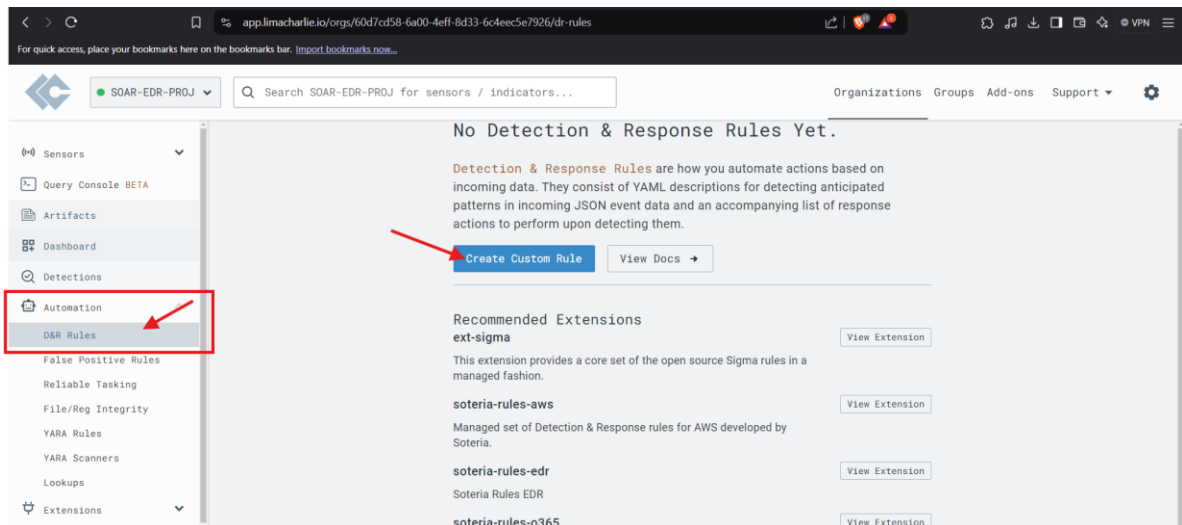 app.limacharlie.io/orgs/60d7cd58-6a00-4eff-8d33-6c4eec5e7926/dr-rules
VPN
For quick access, place your bookmarks here on the bookmarks bar. Import bookmarks now...
SOAR-EDR-PROJ
Search SOAR-EDR-PROJ for sensors / indicators...
Organizations Groups Add-ons Support
Sensors
Query Console BETA
Artifacts
Dashboard
Detections
Automation
D&R Rules
False Positive Rules
Reliable Tasking
File/Reg Integrity
YARA Rules
YARA Scanners
Lookups
Extensions
No Detection & Response Rules Yet.
Detection & Response Rules are how you automate actions based on
incoming data. They consist of YAML descriptions for detecting anticipated
patterns in incoming JSON event data and an accompanying list of response
actions to perform upon detecting them.
Create Custom Rule
View Docs →
Recommended Extensions
ext-sigma
View Extension
This extension provides a core set of the open source Sigma rules in a
managed fashion.
soteria-rules-aws
View Extension
Managed set of Detection & Response rules for AWS developed by
Soteria.
soteria-rules-edr
View Extension
Soteria Rules EDR
soteria-rules-o365
View Extension